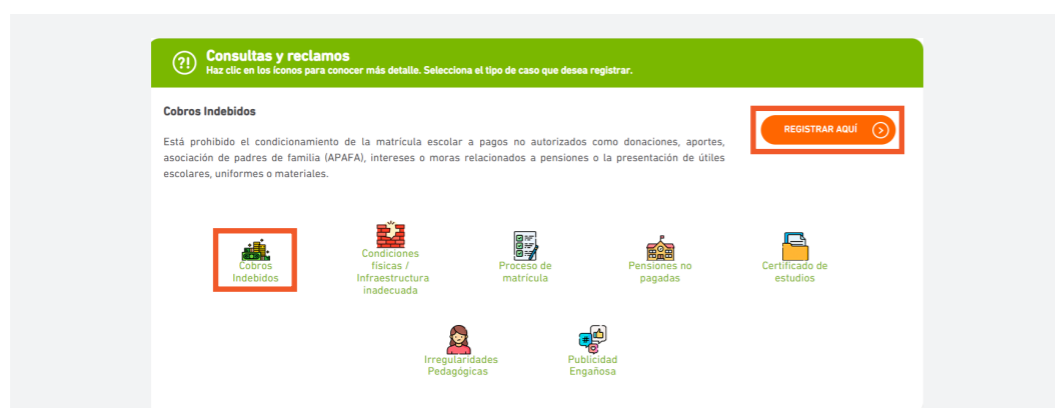 ?!
Consultas y reclamos
Haz clic en los íconos para conocer más detalle. Selecciona el tipo de caso que desea registrar.
Cobros Indebidos
REGISTRAR AQUÍ
Está prohibido el condicionamiento de la matrícula escolar a pagos no autorizados como donaciones, aportes,
asociación de padres de familia (APAFA), intereses o moras relacionados a pensiones o la presentación de útiles
escolares, uniformes o materiales.
Cobros
Indebidos
Condiciones
físicas /
Infraestructura
inadecuada
Proceso de
matrícula
Pensiones no
pagadas
Certificado de
estudios
Irregularidades
Pedagógicas
#
Publicidad
Engañosa